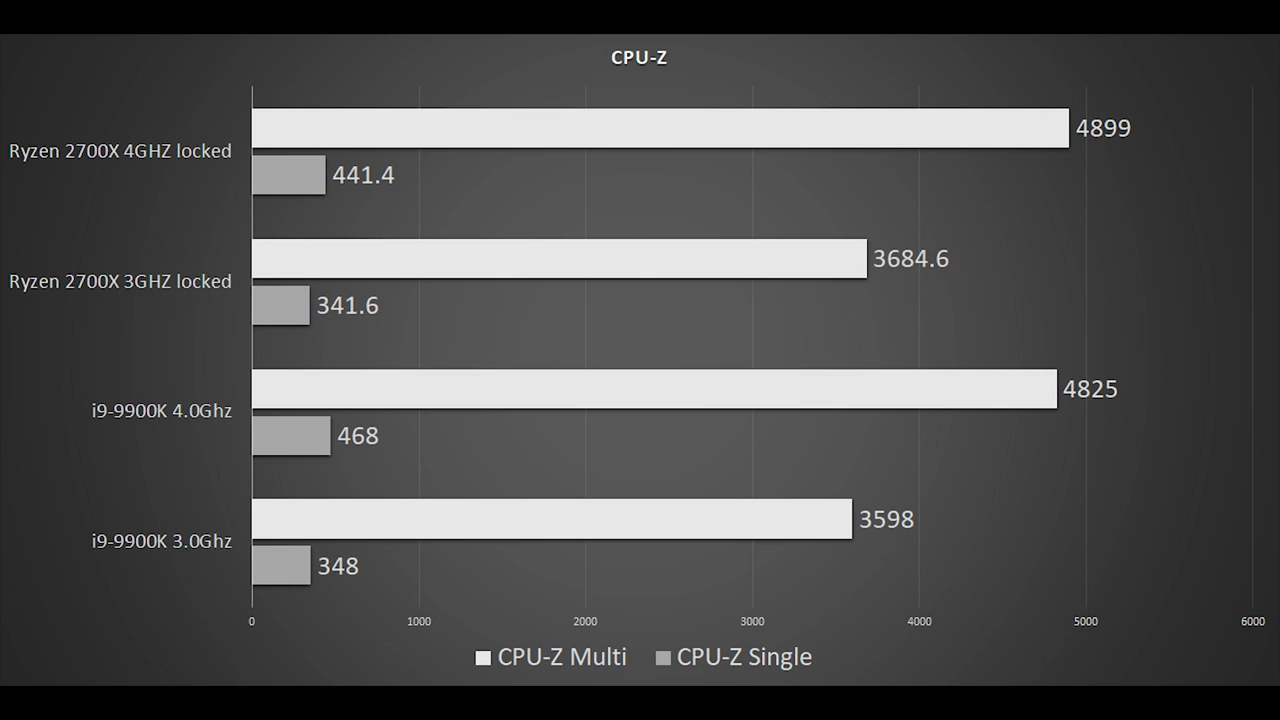 CPU-Z
Ryzen 2700X 4GHZ locked
4899
441.4
Ryzen 2700X 3GHZ locked
3684.6
341.6
i9-9900K 4.0Ghz
4825
468
i9-9900K 3.0Ghz
3598
348
0 1000 2000 3000 4000 5000 6000
CPU-Z Multi CPU-Z Single